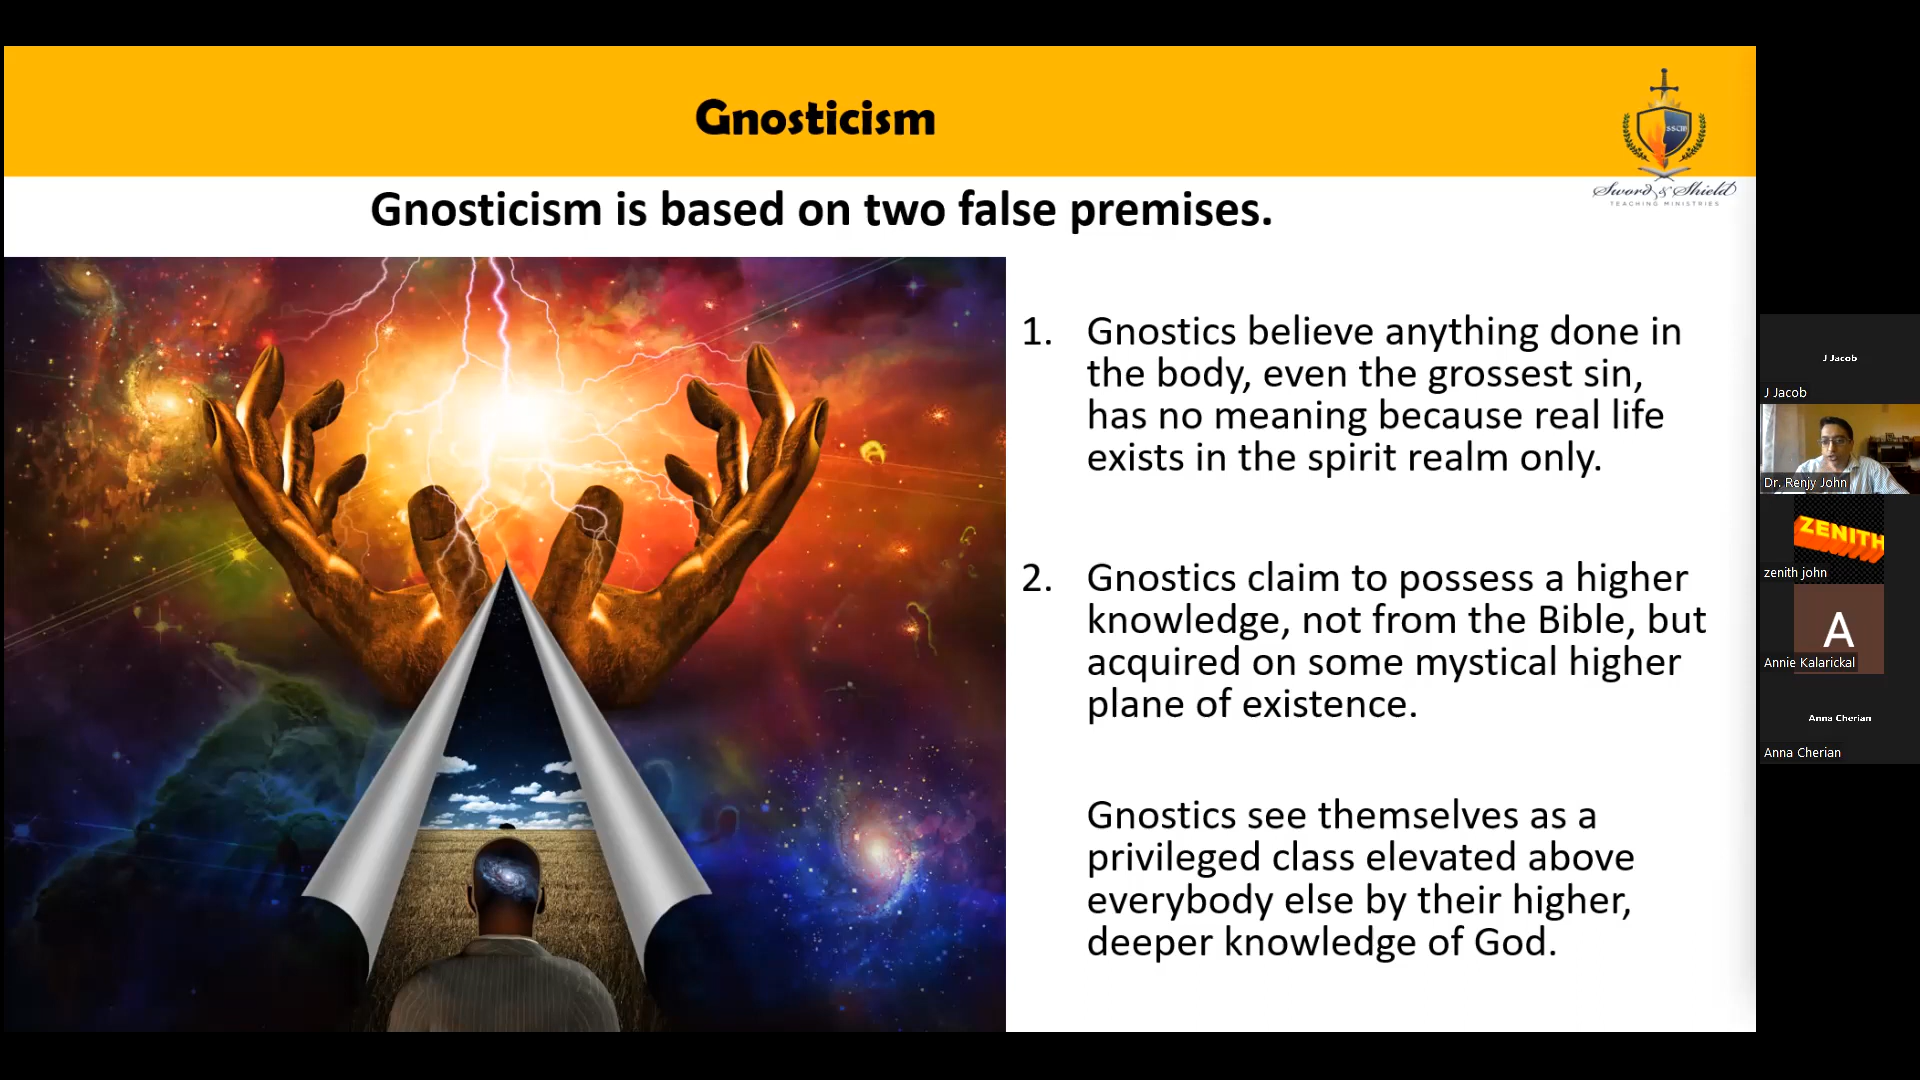 Gnosticism
SSCM
Sword & Shield
TEACHING MINISTRIES
Gnosticism is based on two false premises.
1. Gnostics believe anything done in
the body, even the grossest sin,
has no meaning because real life
exists in the spirit realm only.
2. Gnostics claim to possess a higher
knowledge, not from the Bible, but
acquired on some mystical higher
plane of existence.
Gnostics see themselves as a
privileged class elevated above
everybody else by their higher,
deeper knowledge of God.
J Jacob
J Jacob
Dr. Renjy John
ZENITH
zenith john
A
Annie Kalarickal
Anna Cherian
Anna Cherian